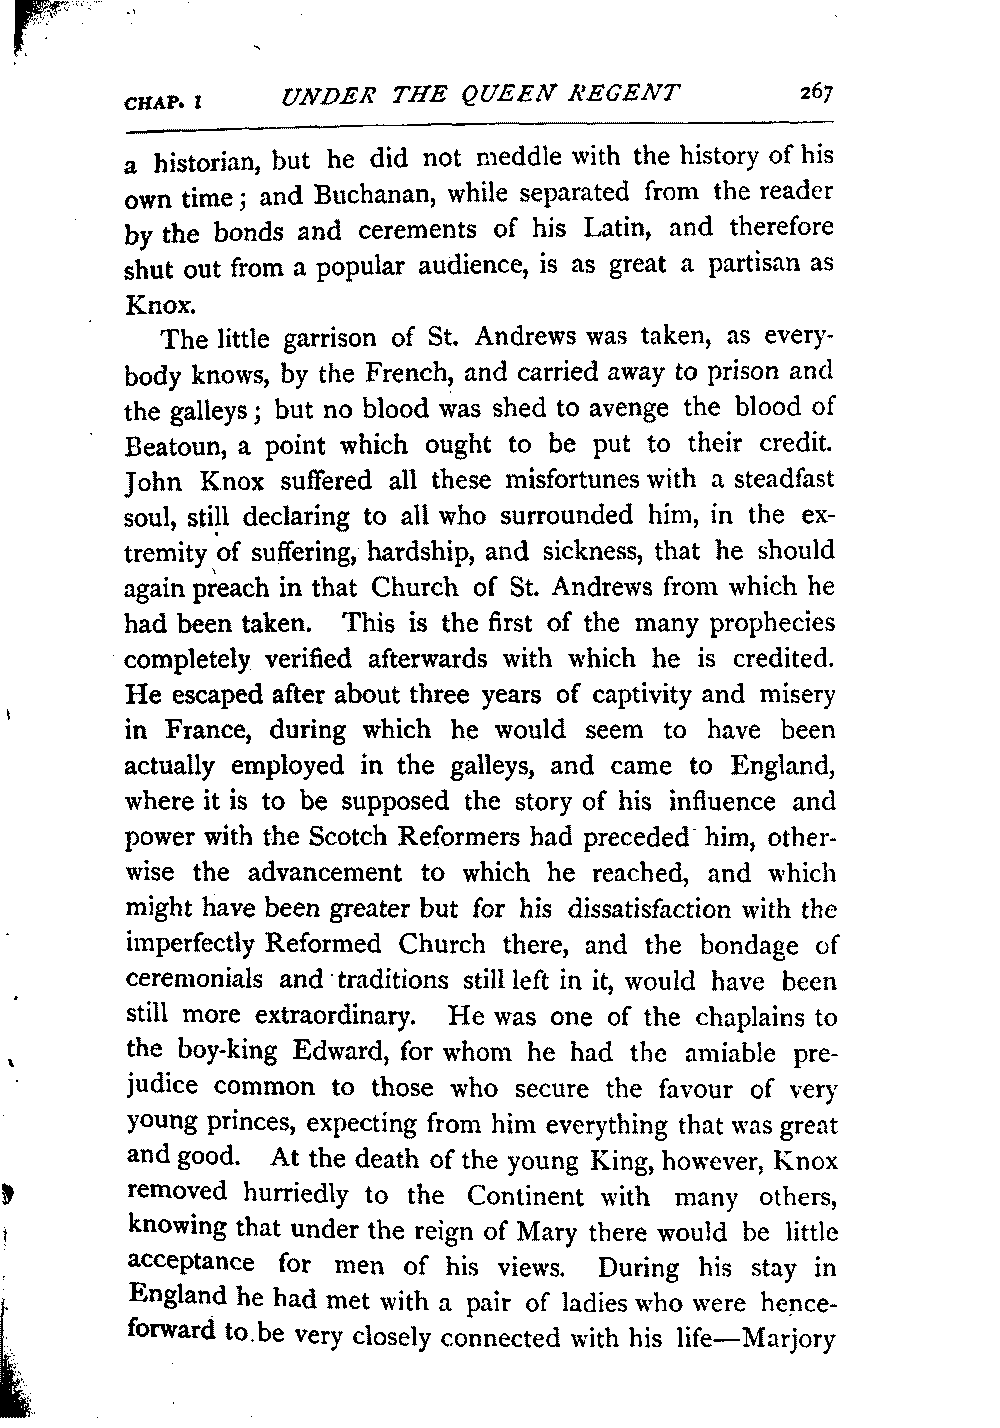 CHAP. I UNDER THE QUEEN REGENT 267
a historian, but he did not meddle with the history of his
own time; and Buchanan, while separated from the reader
by the bonds and cerements of his Latin, and therefore
shut out from a popular audience, is as great a partisan as
Knox.
The little garrison of St. Andrews was taken, as every-
body knows, by the French, and carried away to prison and
the galleys; but no blood was shed to avenge the blood of
Beatoun, a point which ought to be put to their credit.
John Knox suffered all these misfortunes with a steadfast
soul, still declaring to all who surrounded him, in the ex-
tremity of suffering, hardship, and sickness, that he should
again preach in that Church of St. Andrews from which he
had been taken. This is the first of the many prophecies
completely verified afterwards with which he is credited.
He escaped after about three years of captivity and misery
in France, during which he would seem to have been
actually employed in the galleys, and came to England,
where it is to be supposed the story of his influence and
power with the Scotch Reformers had preceded him, other-
wise the advancement to which he reached, and which
might have been greater but for his dissatisfaction with the
imperfectly Reformed Church there, and the bondage of
ceremonials and traditions still left in it, would have been
still more extraordinary. He was one of the chaplains to
the boy-king Edward, for whom he had the amiable pre-
judice common to those who secure the favour of very
young princes, expecting from him everything that was great
and good. At the death of the young King, however, Knox
removed hurriedly to the Continent with many others,
knowing that under the reign of Mary there would be little
acceptance for men of his views. During his stay in
England he had met with a pair of ladies who were hence-
forward to be very closely connected with his life—Marjory